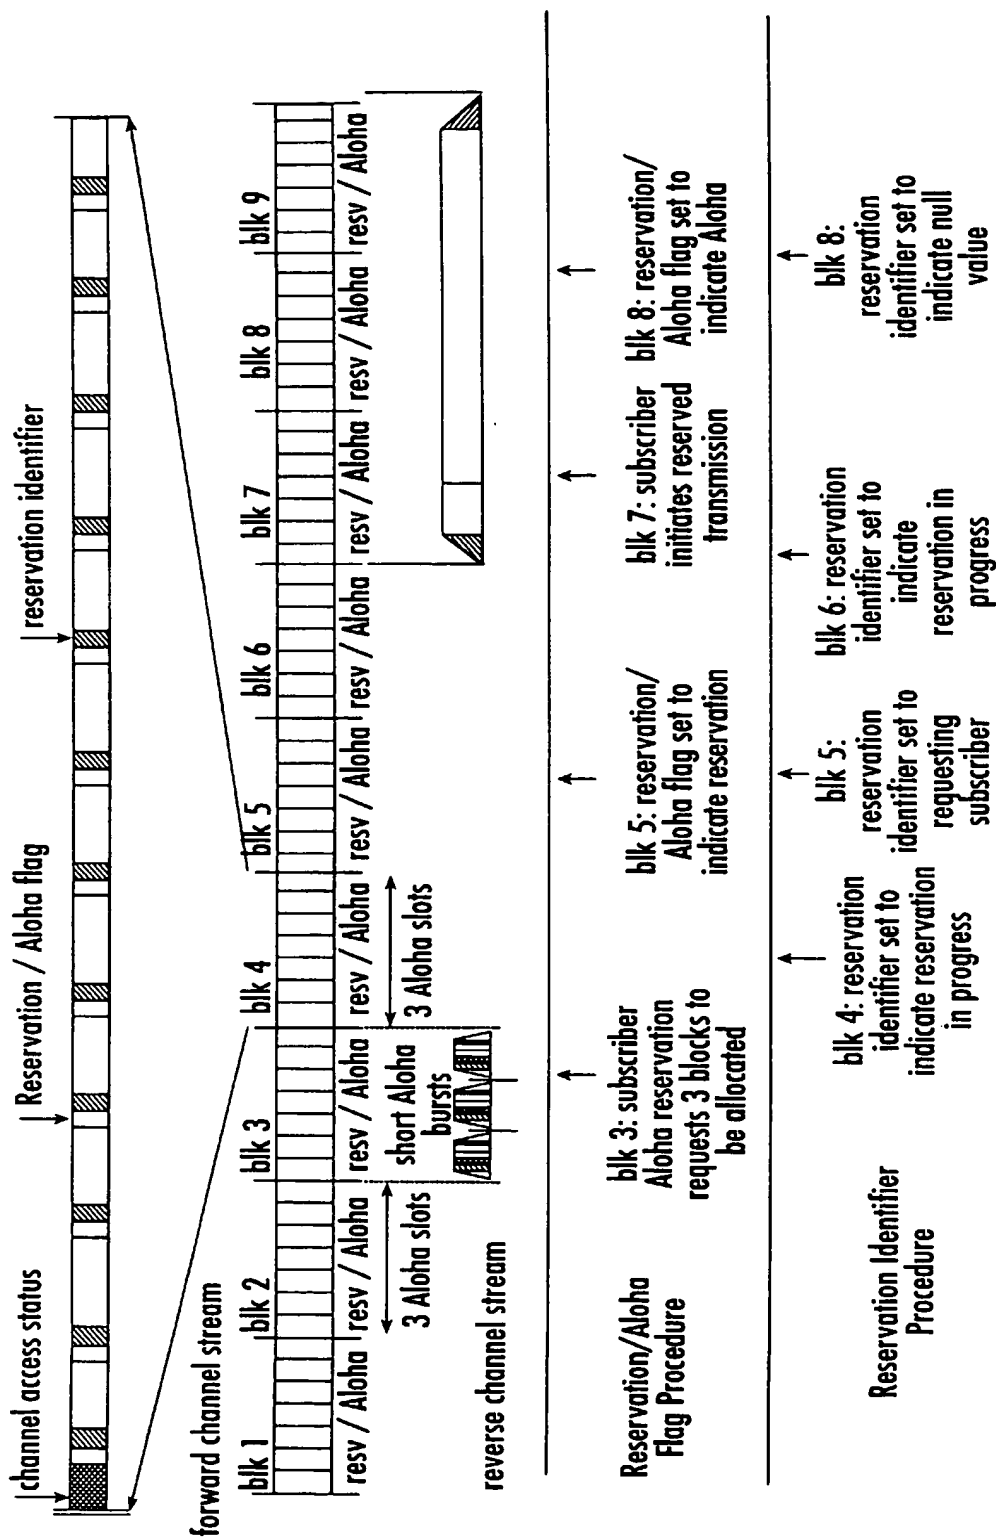 channel access status
Reservation / Aloha flag
reservation identifier
forward channel stream
blk 1
blk 2
blk 3
blk 4
blk 5
blk 6
blk 7
blk 8
blk 9
resv / Aloha
resv / Aloha
resv / Aloha
resv / Aloha
resv / Aloha
resv / Aloha
resv / Aloha
resv / Aloha
resv / Aloha
3 Aloha slots
short Aloha
bursts
3 Aloha slots
reverse channel stream
Reservation/Aloha
Flag Procedure
blk 3: subscriber
Aloha reservation
requests 3 blocks to
be allocated
blk 5: reservation/
Aloha flag set to
indicate reservation
blk 7: subscriber
initiates reserved
transmission
blk 8: reservation/
Aloha flag set to
indicate Aloha
Reservation Identifier
Procedure
blk 4: reservation
identifier set to
indicate reservation
in progress
blk 5:
reservation
identifier set to
requesting
subscriber
blk 6: reservation
identifier set to
indicate
reservation in
progress
blk 8:
reservation
identifier set to
indicate null
value